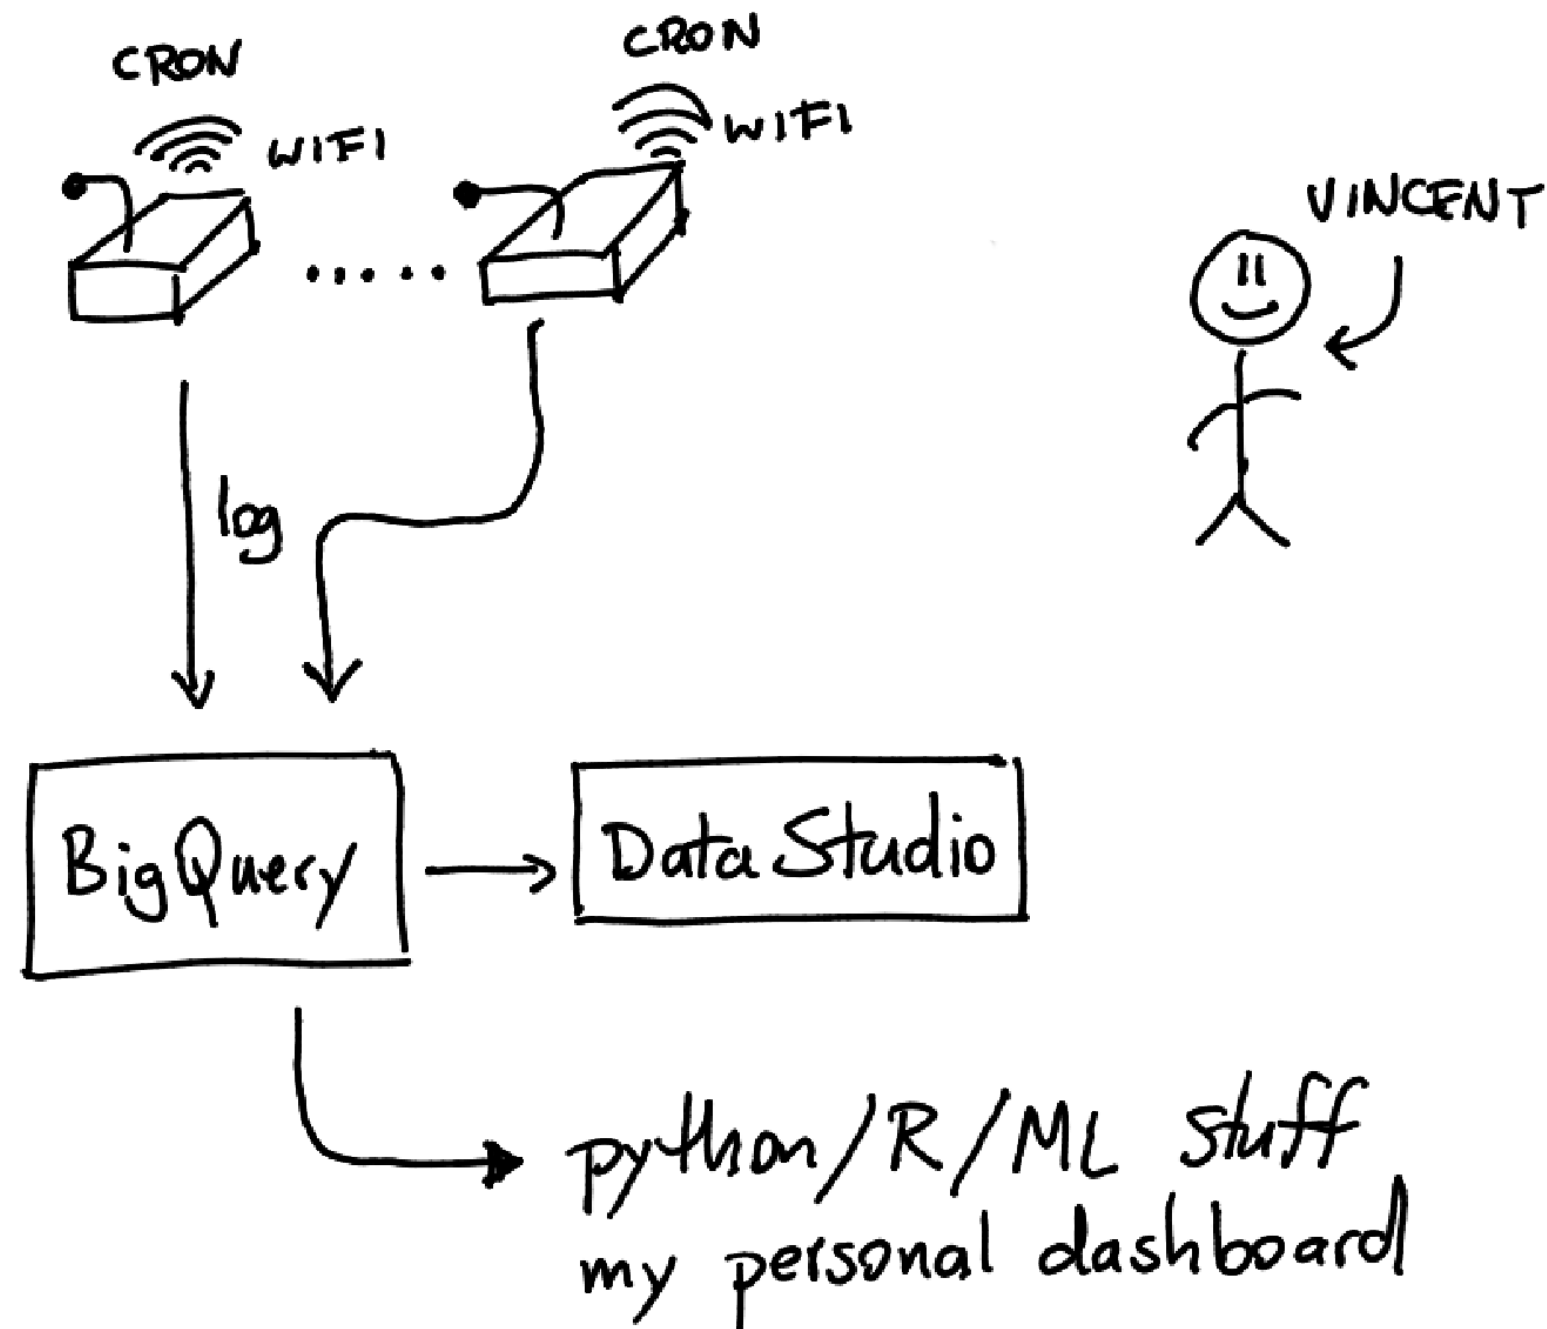 CRON
WIFI
CRON
WIFI
VINCENT
log
BigQuery
Data Studio
python/R/ML stuff
my personal dashboard